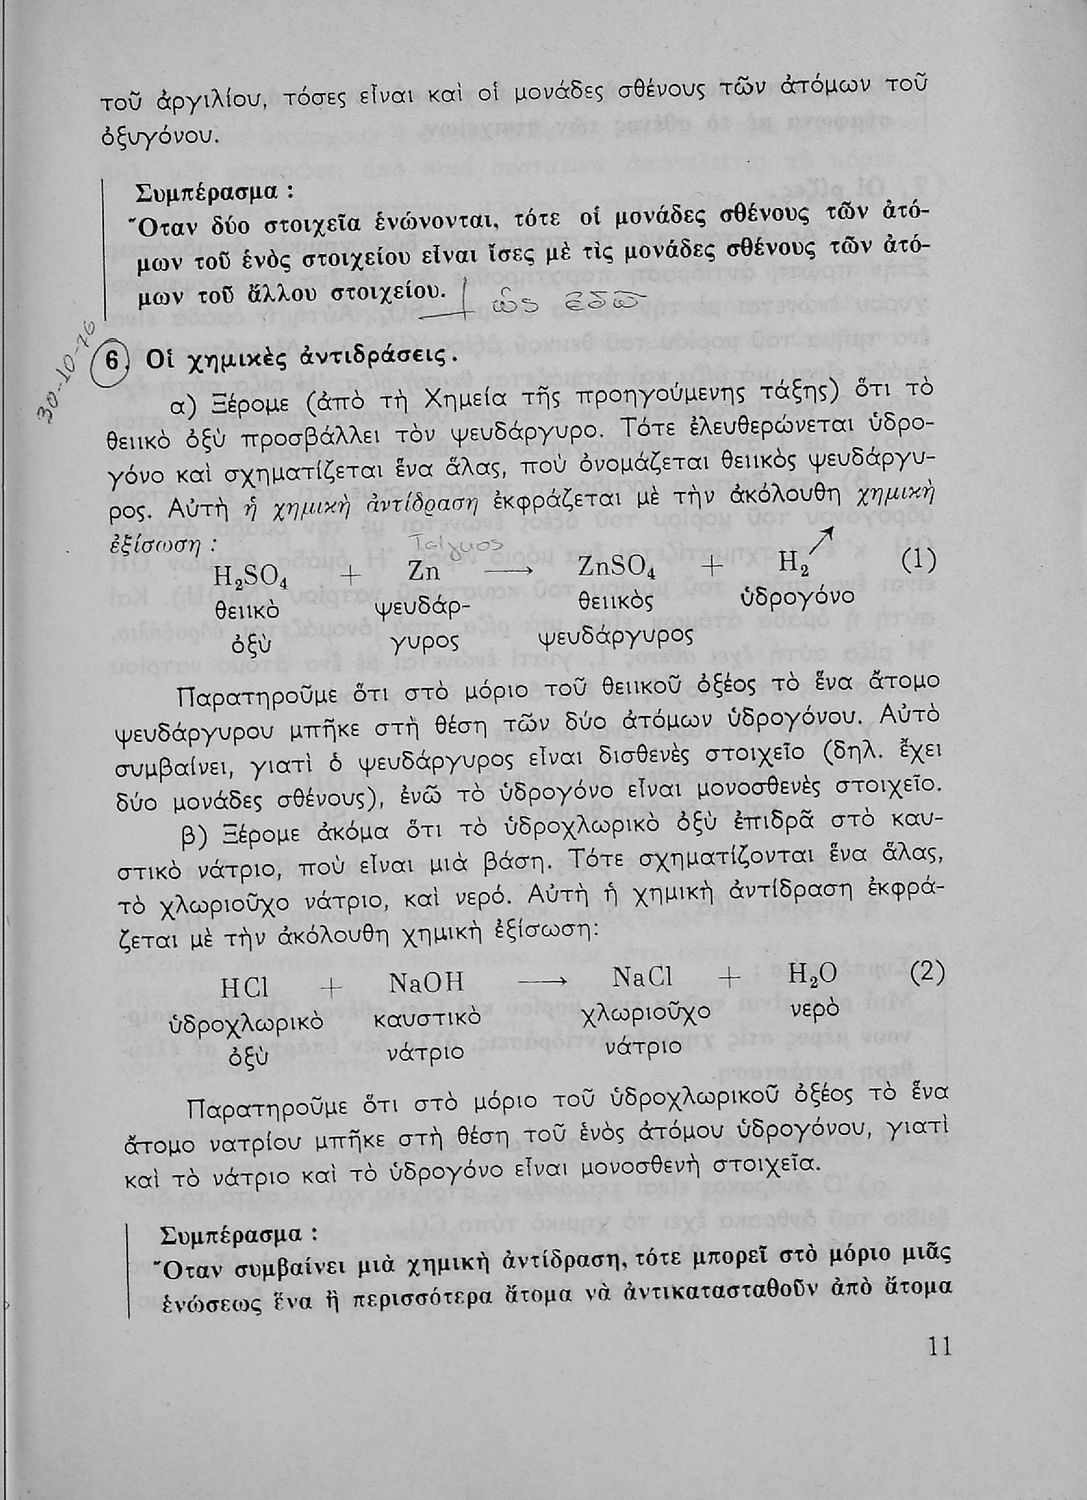 τοῦ ἀργιλίου, τόσες εἶναι καὶ οἱ μονάδες σθένους τῶν ἀτόμων τοῦ
ὀξυγόνου.
Συμπέρασμα :
Ὅταν δύο στοιχεῖα ἑνώνονται, τότε οἱ μονάδες σθένους τῶν ἀτό-
μων τοῦ ἑνὸς στοιχείου εἶναι ἴσες μὲ τὶς μονάδες σθένους τῶν ἀτό-
μων τοῦ ἄλλου στοιχείου. ὡς ἐδῶ
30-10-76
6. Οἱ χημικὲς ἀντιδράσεις.
α) Ξέρομε (ἀπὸ τὴ Χημεία τῆς προηγούμενης τάξης) ὅτι τὸ
θειικὸ ὀξὺ προσβάλλει τὸν ψευδάργυρο. Τότε ἐλευθερώνεται ὑδρο-
γόνο καὶ σχηματίζεται ἕνα ἅλας, ποὺ ὀνομάζεται θειικὸς ψευδάργυ-
ρος. Αὐτὴ ἡ χημικὴ ἀντίδραση ἐκφράζεται μὲ τὴν ἀκόλουθη χημικὴ
ἐξίσωση :
Τσίγκος
H₂SO₄ + Zn ⟶ ZnSO₄ + H₂ ↗ (1)
θειικὸ ψευδάρ- θειικὸς ὑδρογόνο
ὀξὺ γυρος ψευδάργυρος
Παρατηροῦμε ὅτι στὸ μόριο τοῦ θειικοῦ ὀξέος τὸ ἕνα ἄτομο
ψευδάργυρου μπῆκε στὴ θέση τῶν δύο ἀτόμων ὑδρογόνου. Αὐτὸ
συμβαίνει, γιατὶ ὁ ψευδάργυρος εἶναι δισθενὲς στοιχεῖο (δηλ. ἔχει
δύο μονάδες σθένους), ἐνῶ τὸ ὑδρογόνο εἶναι μονοσθενὲς στοιχεῖο.
β) Ξέρομε ἀκόμα ὅτι τὸ ὑδροχλωρικὸ ὀξὺ ἐπιδρᾶ στὸ καυ-
στικὸ νάτριο, ποὺ εἶναι μιὰ βάση. Τότε σχηματίζονται ἕνα ἅλας,
τὸ χλωριοῦχο νάτριο, καὶ νερό. Αὐτὴ ἡ χημικὴ ἀντίδραση ἐκφρά-
ζεται μὲ τὴν ἀκόλουθη χημικὴ ἐξίσωση:
HCl + NaOH ⟶ NaCl + H₂O (2)
ὑδροχλωρικὸ καυστικὸ χλωριοῦχο νερὸ
ὀξὺ νάτριο νάτριο
Παρατηροῦμε ὅτι στὸ μόριο τοῦ ὑδροχλωρικοῦ ὀξέος τὸ ἕνα
ἄτομο νατρίου μπῆκε στὴ θέση τοῦ ἑνὸς ἀτόμου ὑδρογόνου, γιατὶ
καὶ τὸ νάτριο καὶ τὸ ὑδρογόνο εἶναι μονοσθενὴ στοιχεῖα.
Συμπέρασμα :
Ὅταν συμβαίνει μιὰ χημικὴ ἀντίδραση, τότε μπορεῖ στὸ μόριο μιᾶς
ἑνώσεως ἕνα ἢ περισσότερα ἄτομα νὰ ἀντικατασταθοῦν ἀπὸ ἄτομα
11